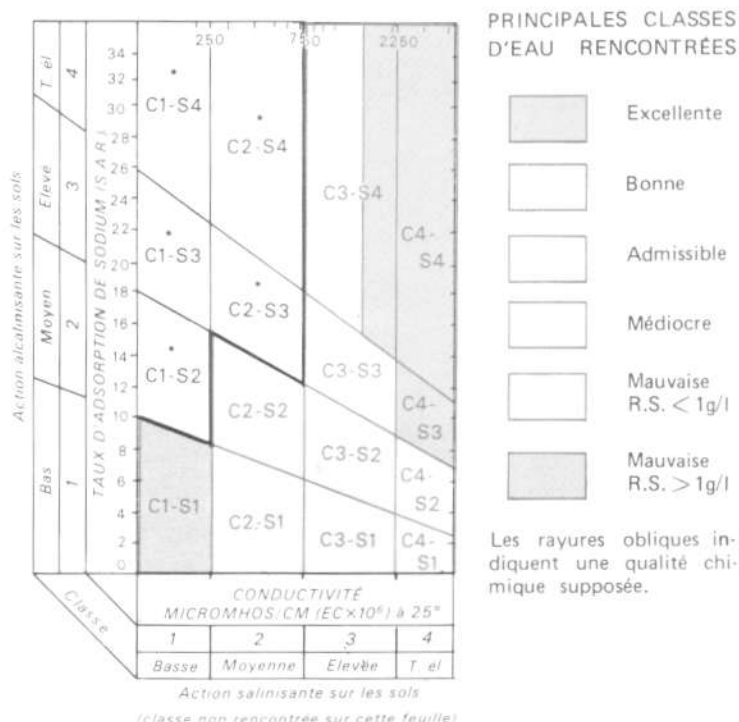 PRINCIPALES CLASSES
D'EAU RENCONTRÉES
Excellente
Bonne
Admissible
Médiocre
Mauvaise
R.S. < 1g/l
Mauvaise
R.S. > 1g/l
Les rayures obliques in-
diquent une qualité chi-
mique supposée.
250 750 2250
Action alcalinisante sur les sols
T. él
Elevé
Moyen
Bas
4
3
2
1
TAUX D'ADSORPTION DE SODIUM (S.A.R.)
34
32
30
28
26
24
22
20
18
16
14
12
10
8
6
4
2
0
C1-S4
C2-S4
C3-S4
C4-
S4
C1-S3
C2-S3
C3-S3
C4-
S3
C1-S2
C2-S2
C3-S2
C4-
S2
C1-S1
C2-S1
C3-S1
C4-
S1
Classe
CONDUCTIVITÉ
MICROMHOS/CM (EC×10⁶) à 25°
1 2 3 4
Basse Moyenne Elevée T. él
Action salinisante sur les sols
(classe non rencontrée sur cette feuille)